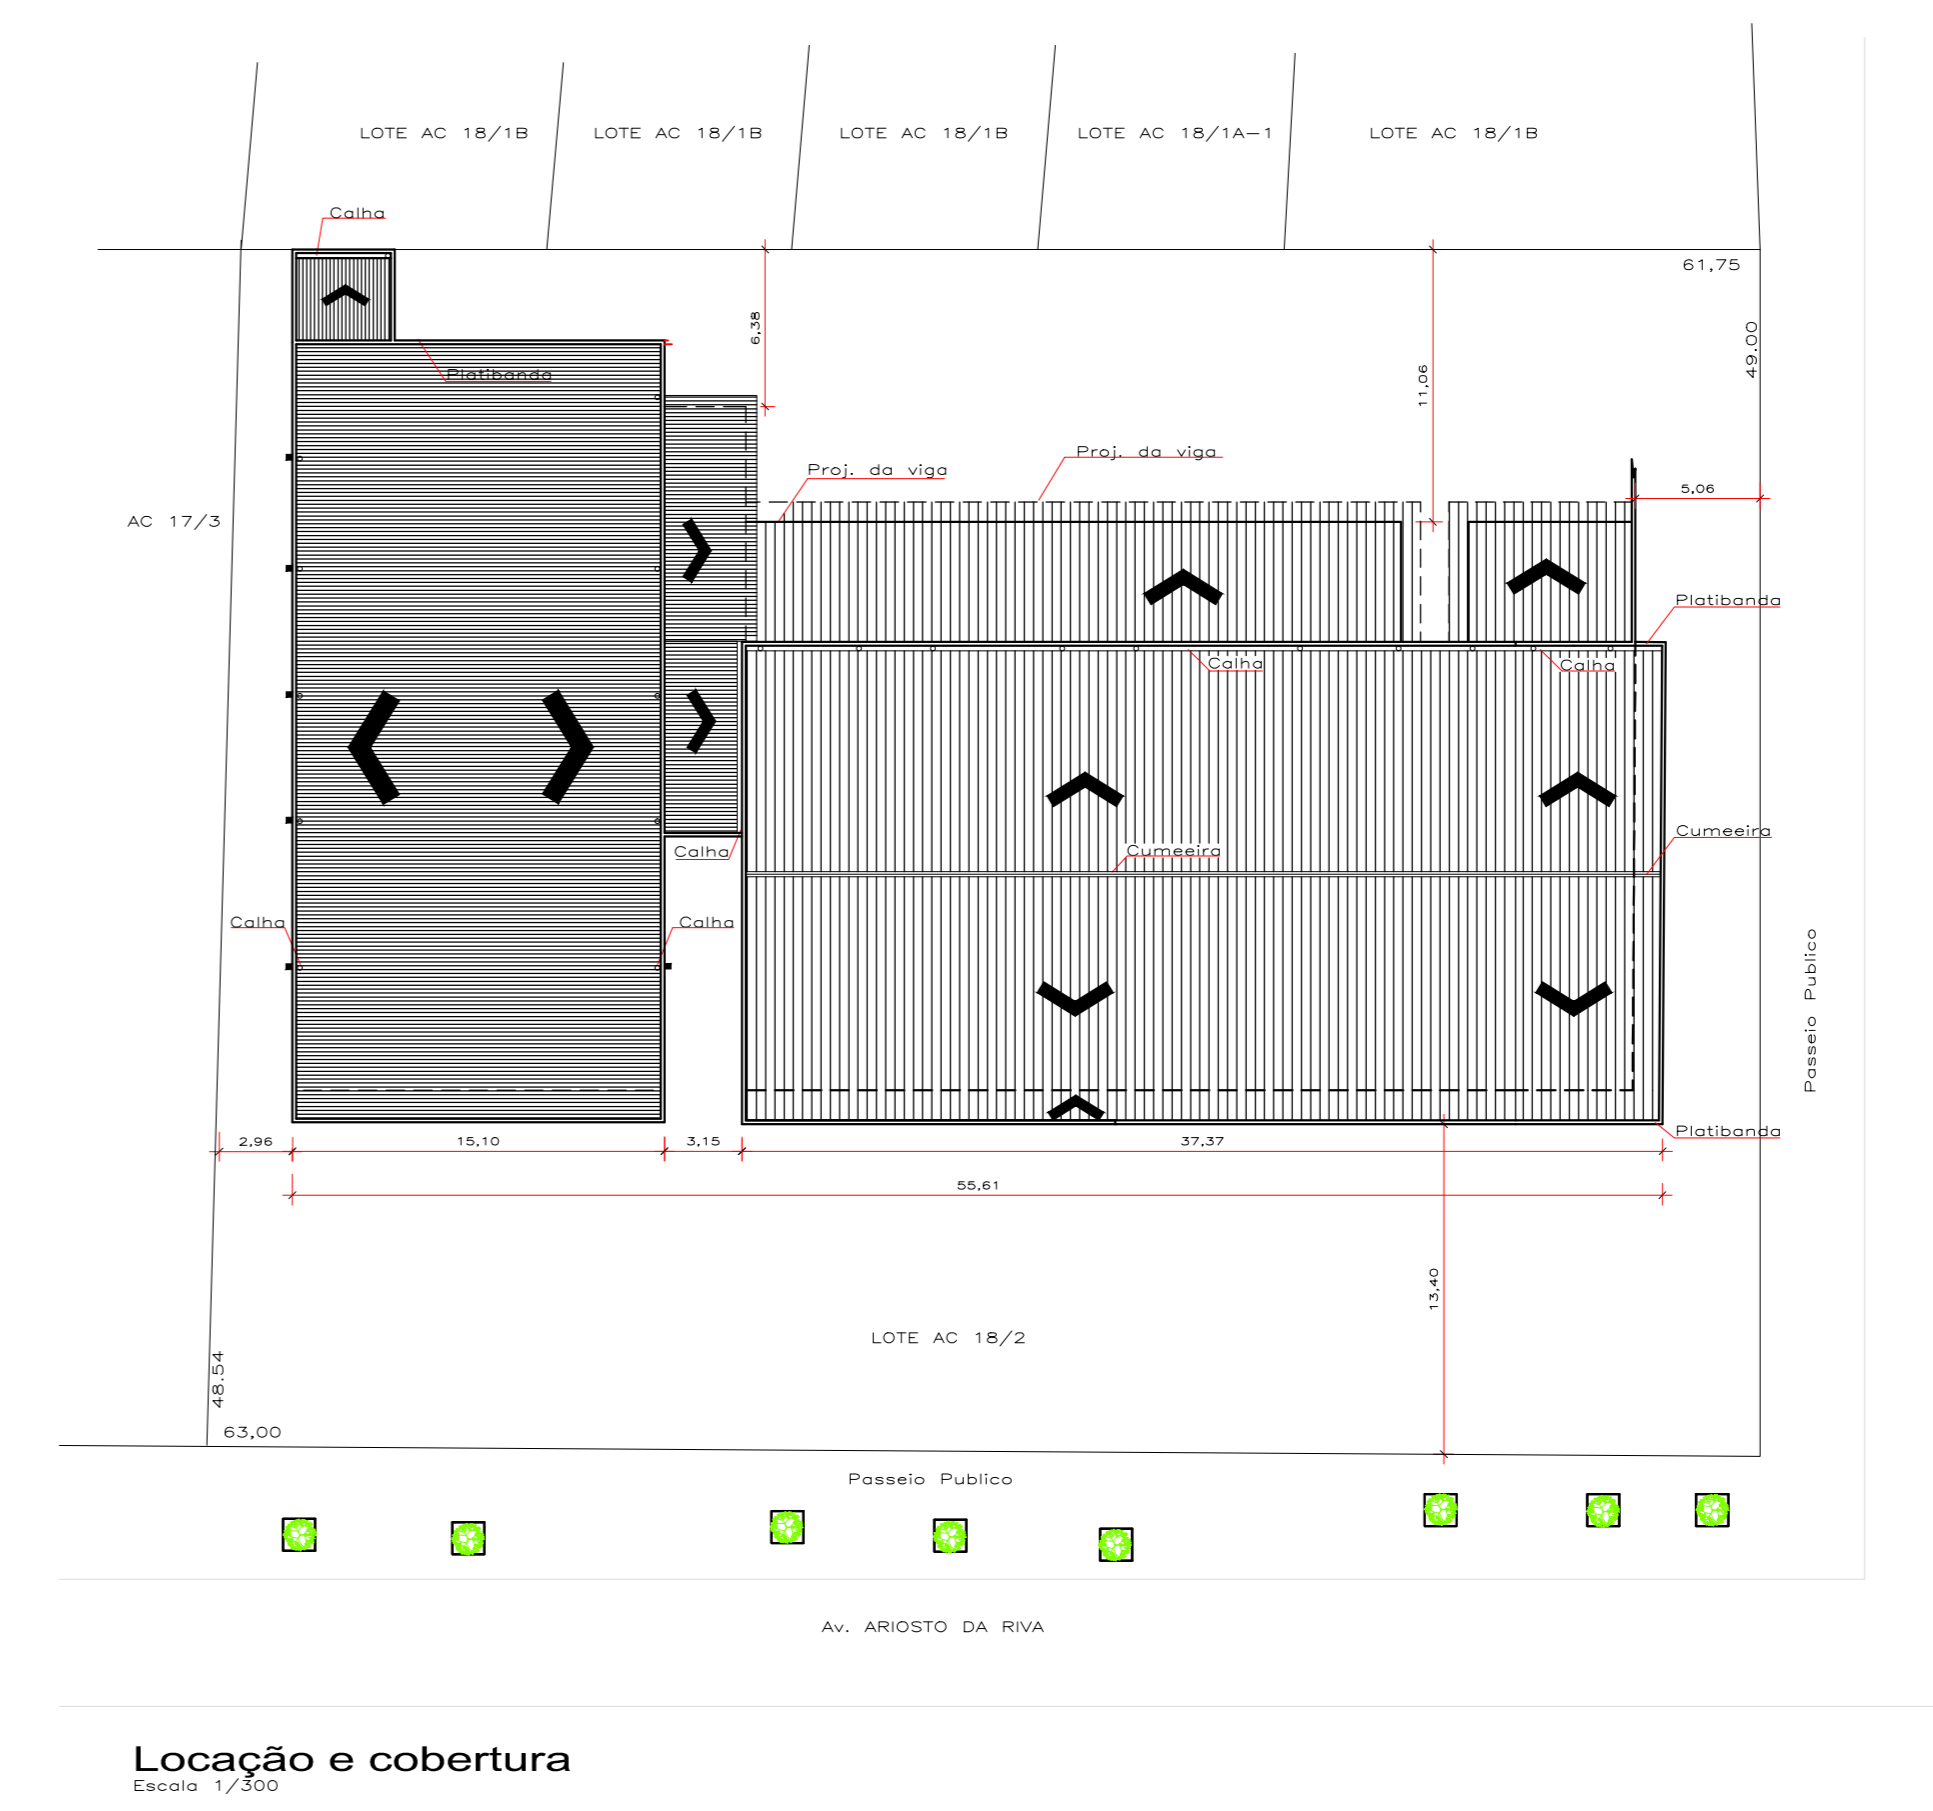 LOTE AC 18/1B
LOTE AC 18/1B
LOTE AC 18/1B
LOTE AC 18/1A-1
LOTE AC 18/1B
Calha
61,75
6,38
49.00
11,06
Platibanda
Proj. da viga
Proj. da viga
5,06
AC 17/3
Platibanda
Calha
Calha
Cumeeira
Calha
Cumeeira
Calha
Calha
Passeio Publico
Platibanda
2,96
15,10
3,15
37,37
55,61
13,40
LOTE AC 18/2
48.54
63,00
Passeio Publico
Av. ARIOSTO DA RIVA
Locação e cobertura
Escala 1/300